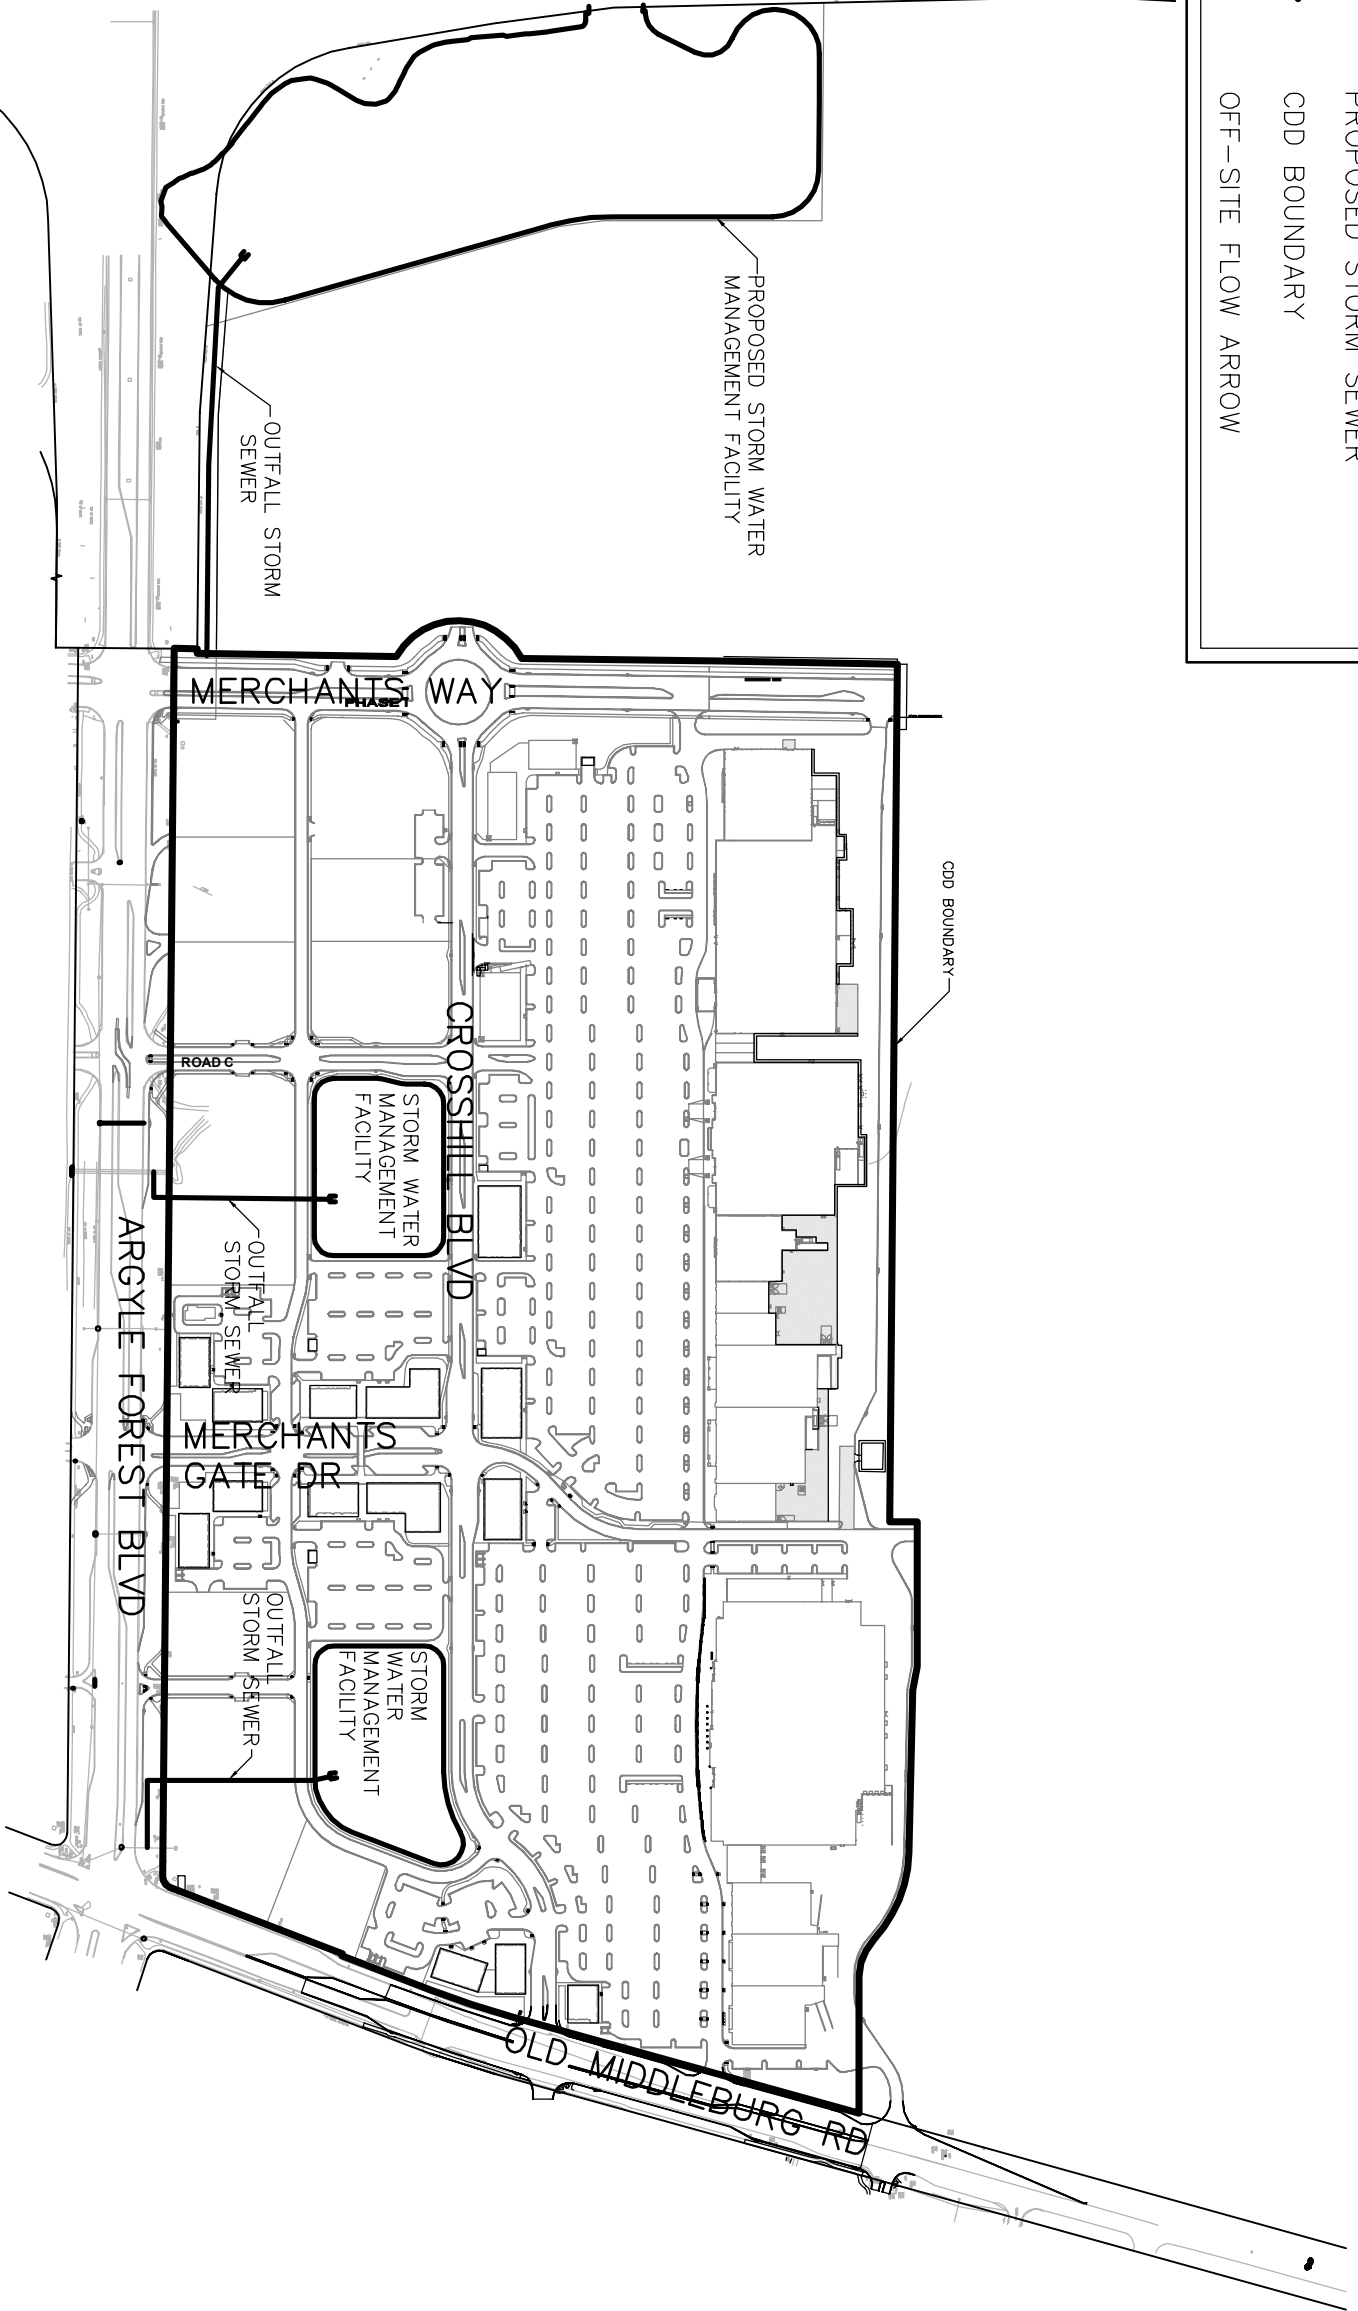 PROPOSED STORM SEWER
CDD BOUNDARY
OFF-SITE FLOW ARROW
PROPOSED STORM WATER
MANAGEMENT FACILITY
OUTFALL STORM
SEWER
MERCHANTS WAY
PHASE 1
CDD BOUNDARY
CROSSHILL BLVD
ROAD C
STORM WATER
MANAGEMENT
FACILITY
OUTFALL
STORM SEWER
ARGYLE FOREST BLVD
MERCHANTS
GATE DR
OUTFALL
STORM SEWER
STORM
WATER
MANAGEMENT
FACILITY
OLD MIDDLEBURG RD